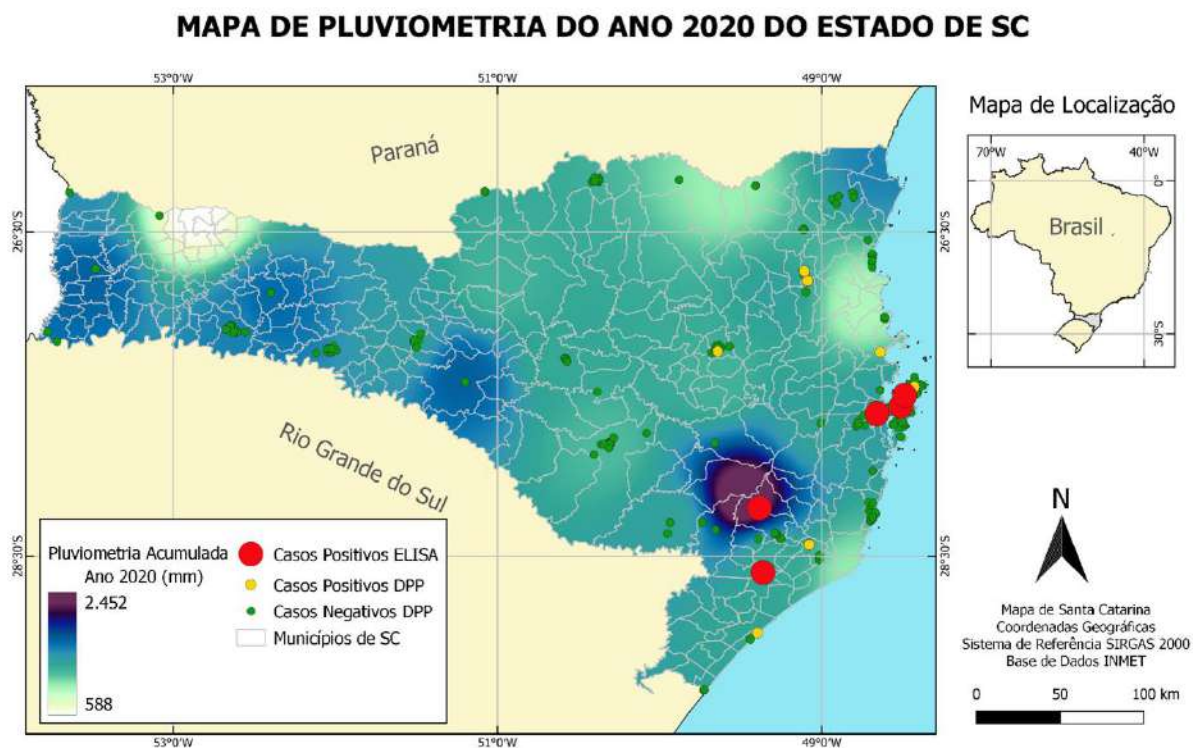 MAPA DE PLUVIOMETRIA DO ANO 2020 DO ESTADO DE SC
53°0'W
51°0'W
49°0'W
Paraná
26°30'S
26°30'S
Rio Grande do Sul
28°30'S
28°30'S
Pluviometria Acumulada
Ano 2020 (mm)
2.452
588
Casos Positivos ELISA
Casos Positivos DPP
Casos Negativos DPP
Municípios de SC
53°0'W
51°0'W
49°0'W
Mapa de Localização
70°W
40°W
0°
Brasil
30°S
N
Mapa de Santa Catarina
Coordenadas Geográficas
Sistema de Referência SIRGAS 2000
Base de Dados INMET
0 50 100 km